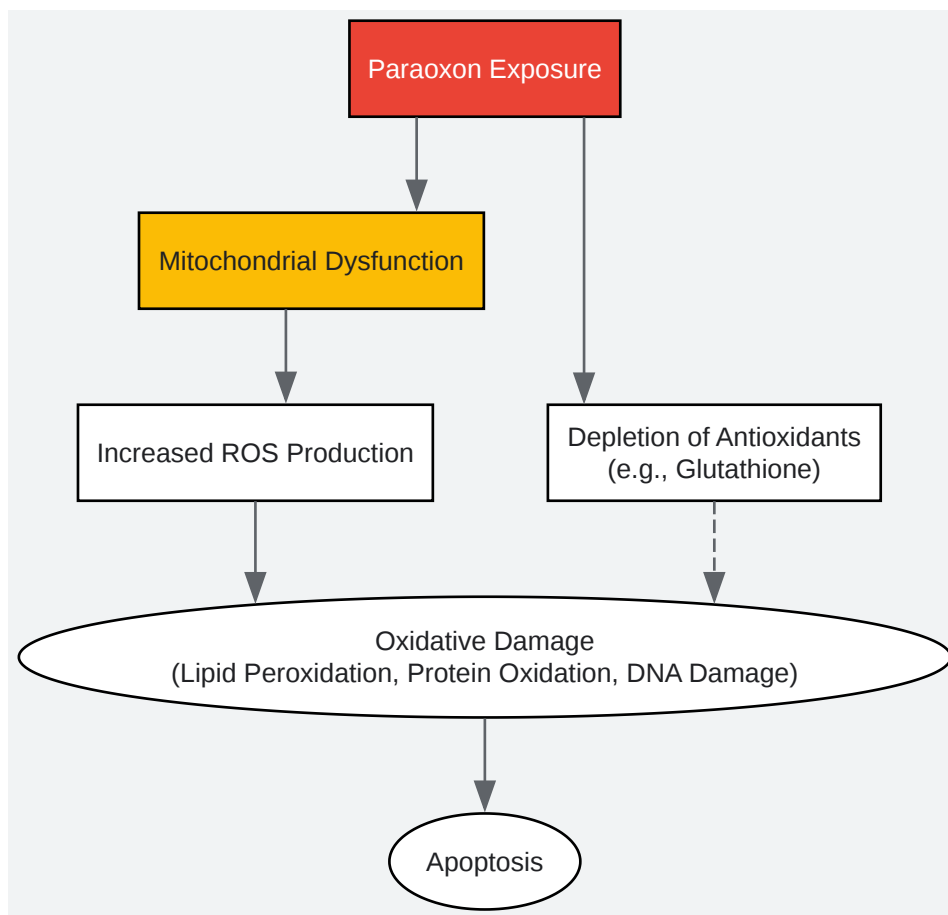 Paraoxon Exposure
Mitochondrial Dysfunction
Increased ROS Production
Depletion of Antioxidants
(e.g., Glutathione)
Oxidative Damage
(Lipid Peroxidation, Protein Oxidation, DNA Damage)
Apoptosis